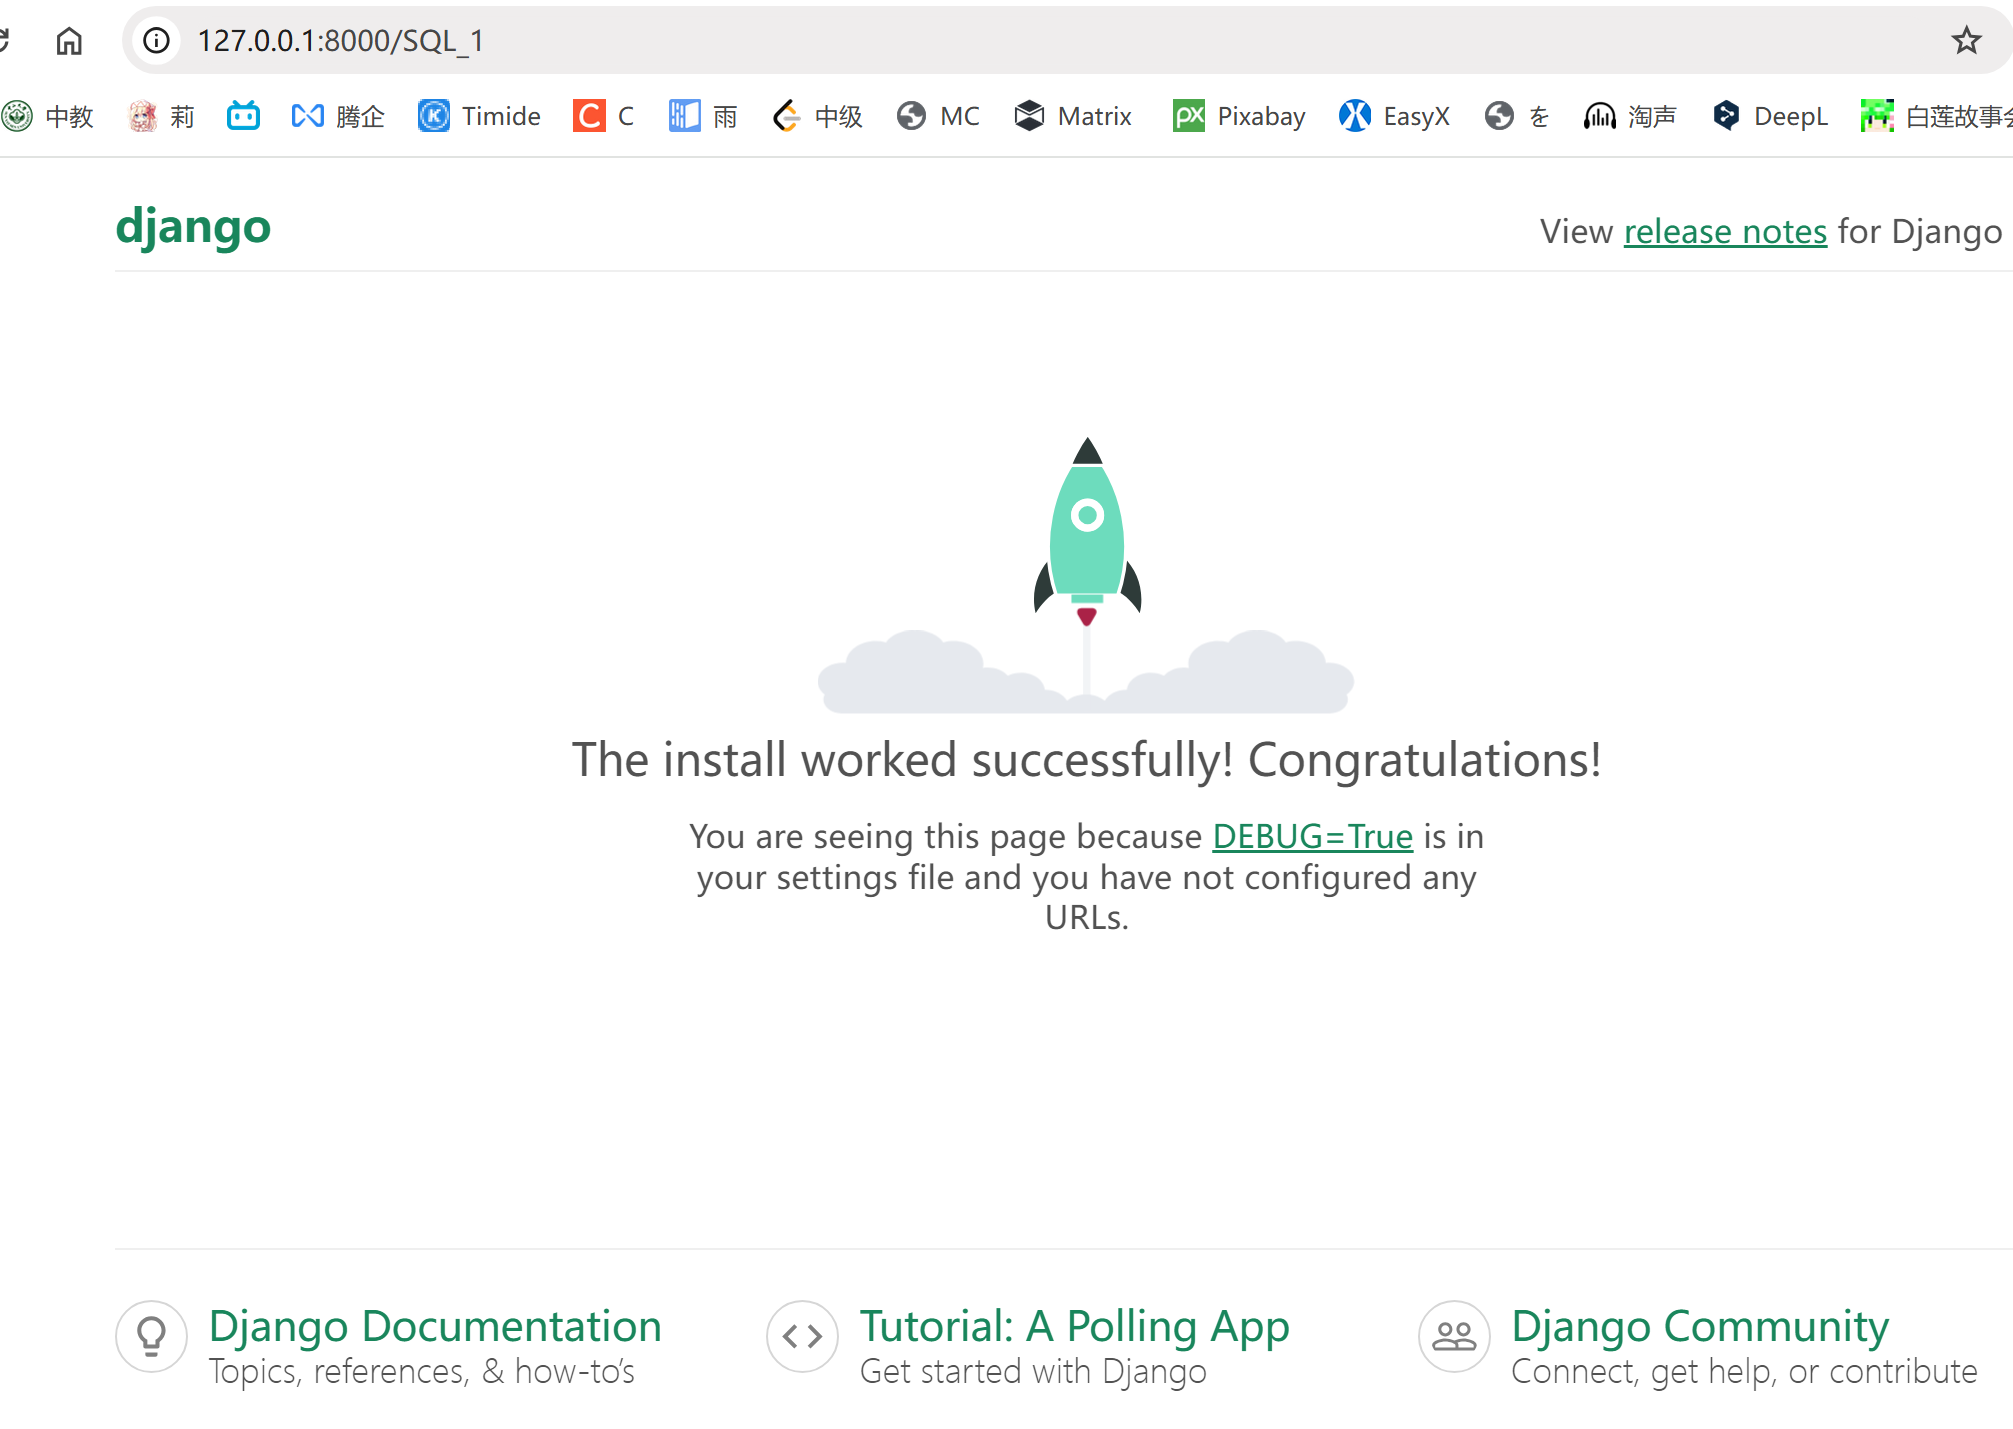 127.0.0.1:8000/SQL_1
中教 莉 腾企 Timide C C 雨 中级 MC Matrix px Pixabay EasyX を 淘声 DeepL 白莲故事会
django
View release notes for Django
The install worked successfully! Congratulations!
You are seeing this page because DEBUG=True is in
your settings file and you have not configured any
URLs.
Django Documentation
Topics, references, & how-to's
Tutorial: A Polling App
Get started with Django
Django Community
Connect, get help, or contribute